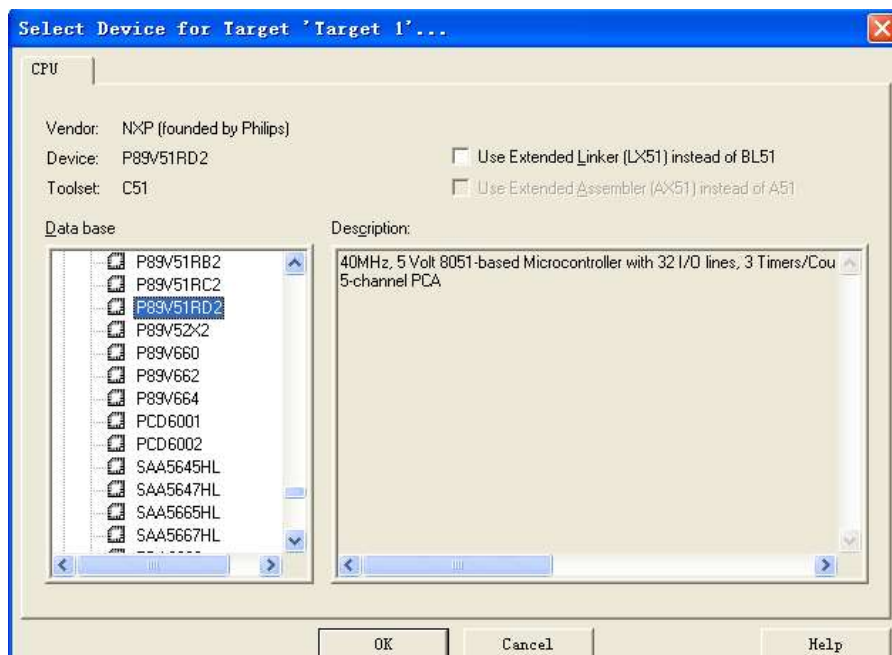 Select Device for Target 'Target 1'...
CPU
Vendor: NXP (founded by Philips)
Device: P89V51RD2
Toolset: C51
Use Extended Linker (LX51) instead of BL51
Use Extended Assembler (AX51) instead of A51
Data base
P89V51RB2
P89V51RC2
P89V51RD2
P89V52X2
P89V660
P89V662
P89V664
PCD6001
PCD6002
SAA5645HL
SAA5647HL
SAA5665HL
SAA5667HL
Description:
40MHz, 5 Volt 8051-based Microcontroller with 32 I/O lines, 3 Timers/Cou
5-channel PCA
OK
Cancel
Help